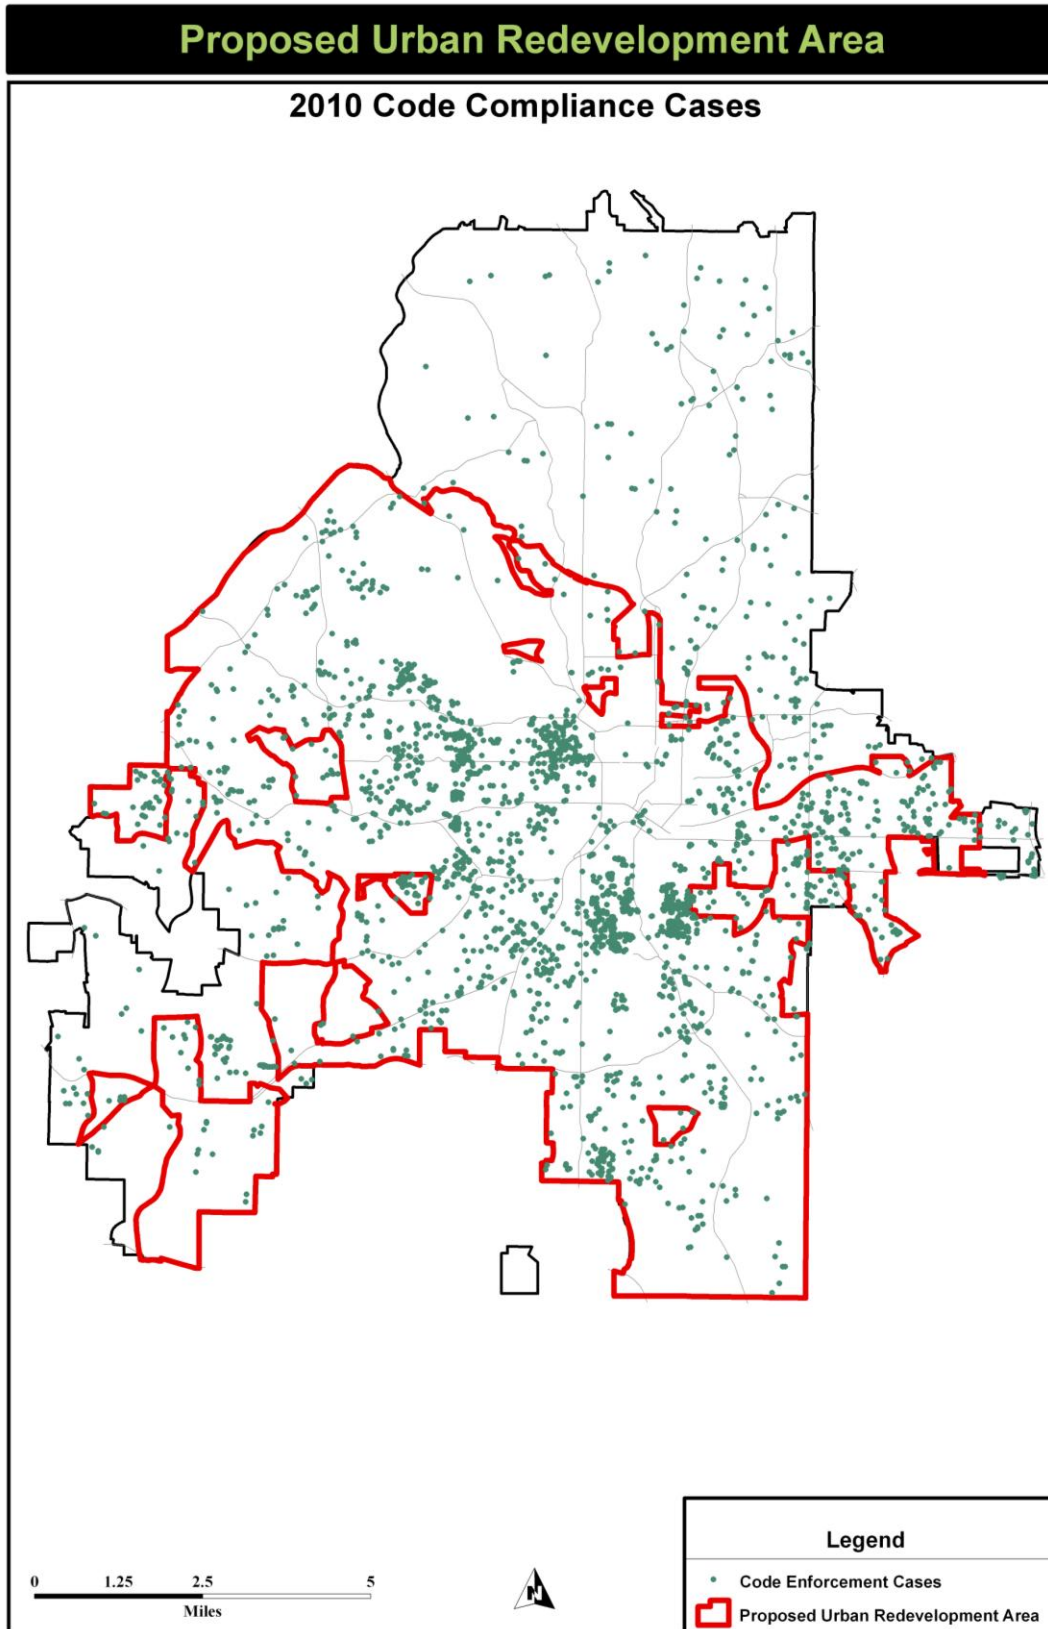 Proposed Urban Redevelopment Area
2010 Code Compliance Cases
Legend
Code Enforcement Cases
Proposed Urban Redevelopment Area
0 1.25 2.5 5
Miles
N